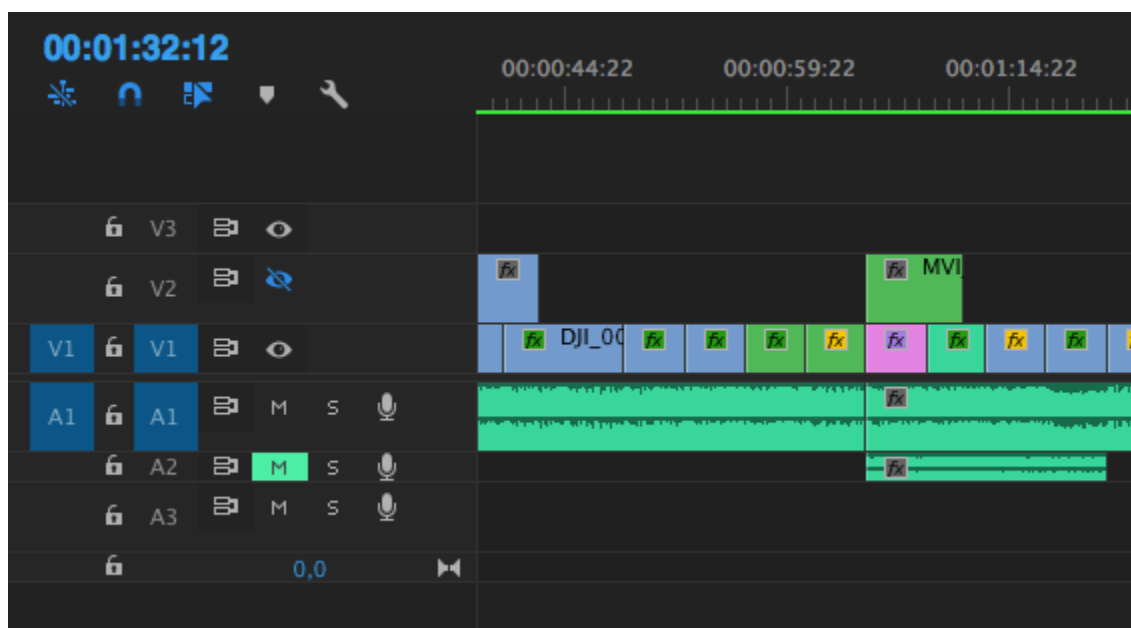 00:01:32:12
00:00:44:22 00:00:59:22 00:01:14:22
V3
fx fx MVI_
V2
V1 V1 fx DJI_00 fx fx fx fx fx fx fx fx
A1 A1 M S fx
A2 M S fx
A3 M S
0,0